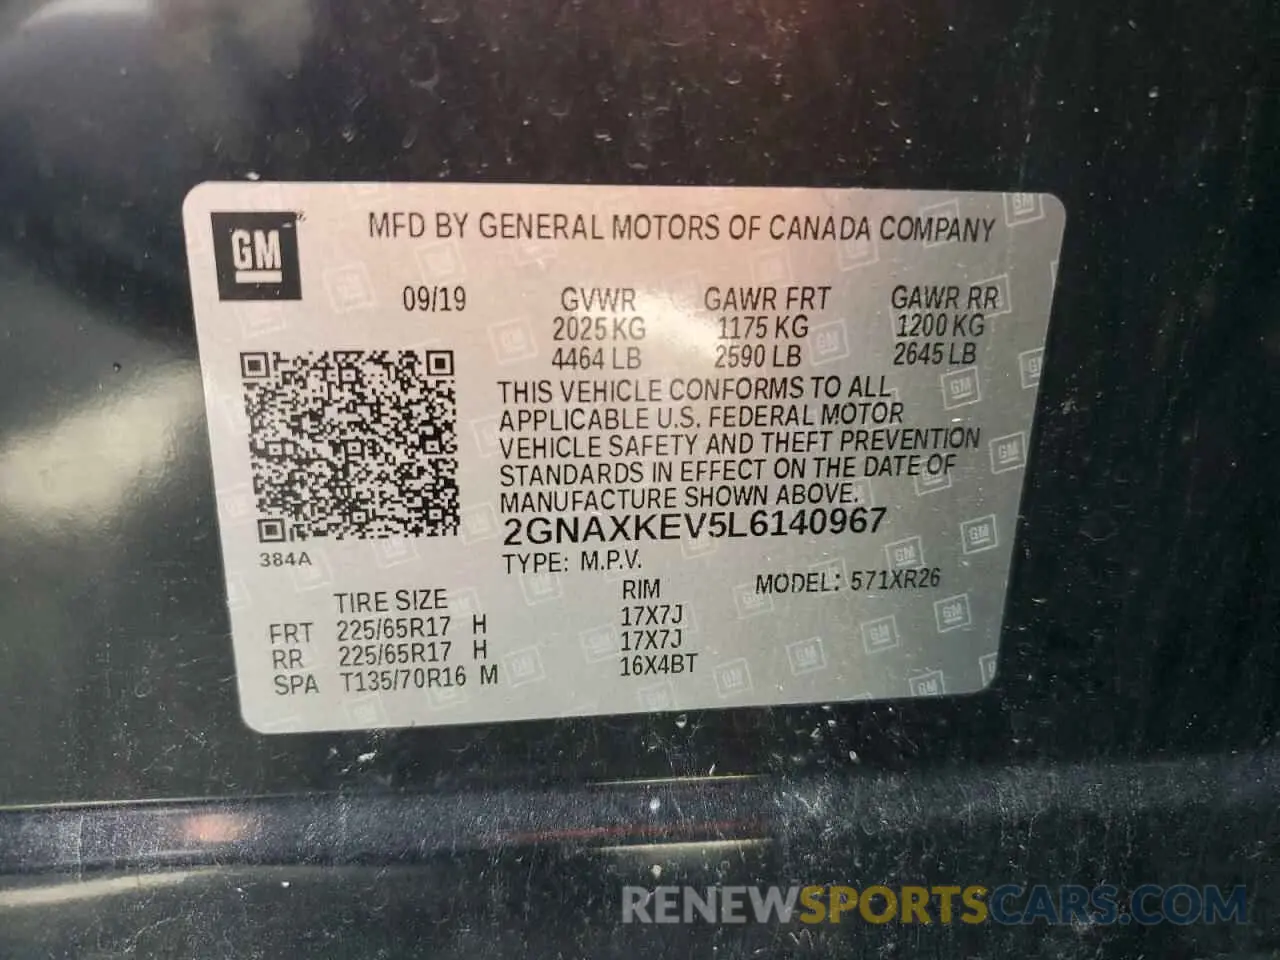 GM
MFD BY GENERAL MOTORS OF CANADA COMPANY
09/19 GVWR GAWR FRT GAWR RR
2025 KG 1175 KG 1200 KG
4464 LB 2590 LB 2645 LB
THIS VEHICLE CONFORMS TO ALL
APPLICABLE U.S. FEDERAL MOTOR
VEHICLE SAFETY AND THEFT PREVENTION
STANDARDS IN EFFECT ON THE DATE OF
MANUFACTURE SHOWN ABOVE.
2GNAXKEV5L6140967
384A
TYPE: M.P.V.
MODEL: 571XR26
TIRE SIZE RIM
FRT 225/65R17 H 17X7J
RR 225/65R17 H 17X7J
SPA T135/70R16 M 16X4BT
RENEWSPORTSCARS.COM